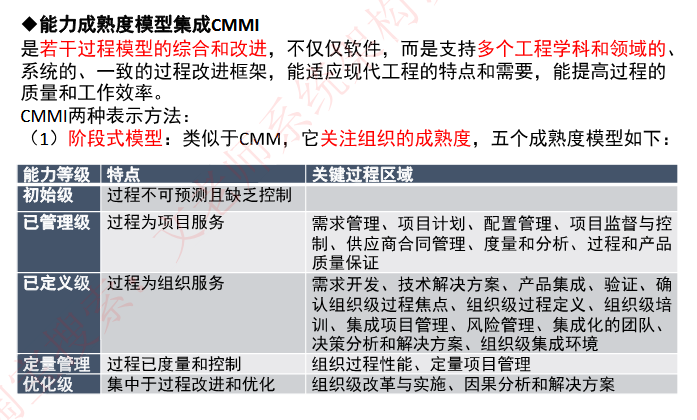 ◆能力成熟度模型集成CMMI
是若干过程模型的综合和改进，不仅仅软件，而是支持多个工程学科和领域的、
系统的、一致的过程改进框架，能适应现代工程的特点和需要，能提高过程的
质量和工作效率。
CMMI两种表示方法：
（1）阶段式模型：类似于CMM，它关注组织的成熟度，五个成熟度模型如下：
能力等级 特点 关键过程区域
初始级 过程不可预测且缺乏控制
已管理级 过程为项目服务 需求管理、项目计划、配置管理、项目监督与控
制、供应商合同管理、度量和分析、过程和产品
质量保证
已定义级 过程为组织服务 需求开发、技术解决方案、产品集成、验证、确
认组织级过程焦点、组织级过程定义、组织级培
训、集成项目管理、风险管理、集成化的团队、
决策分析和解决方案、组织级集成环境
定量管理 过程已度量和控制 组织过程性能、定量项目管理
优化级 集中于过程改进和优化 组织级改革与实施、因果分析和解决方案